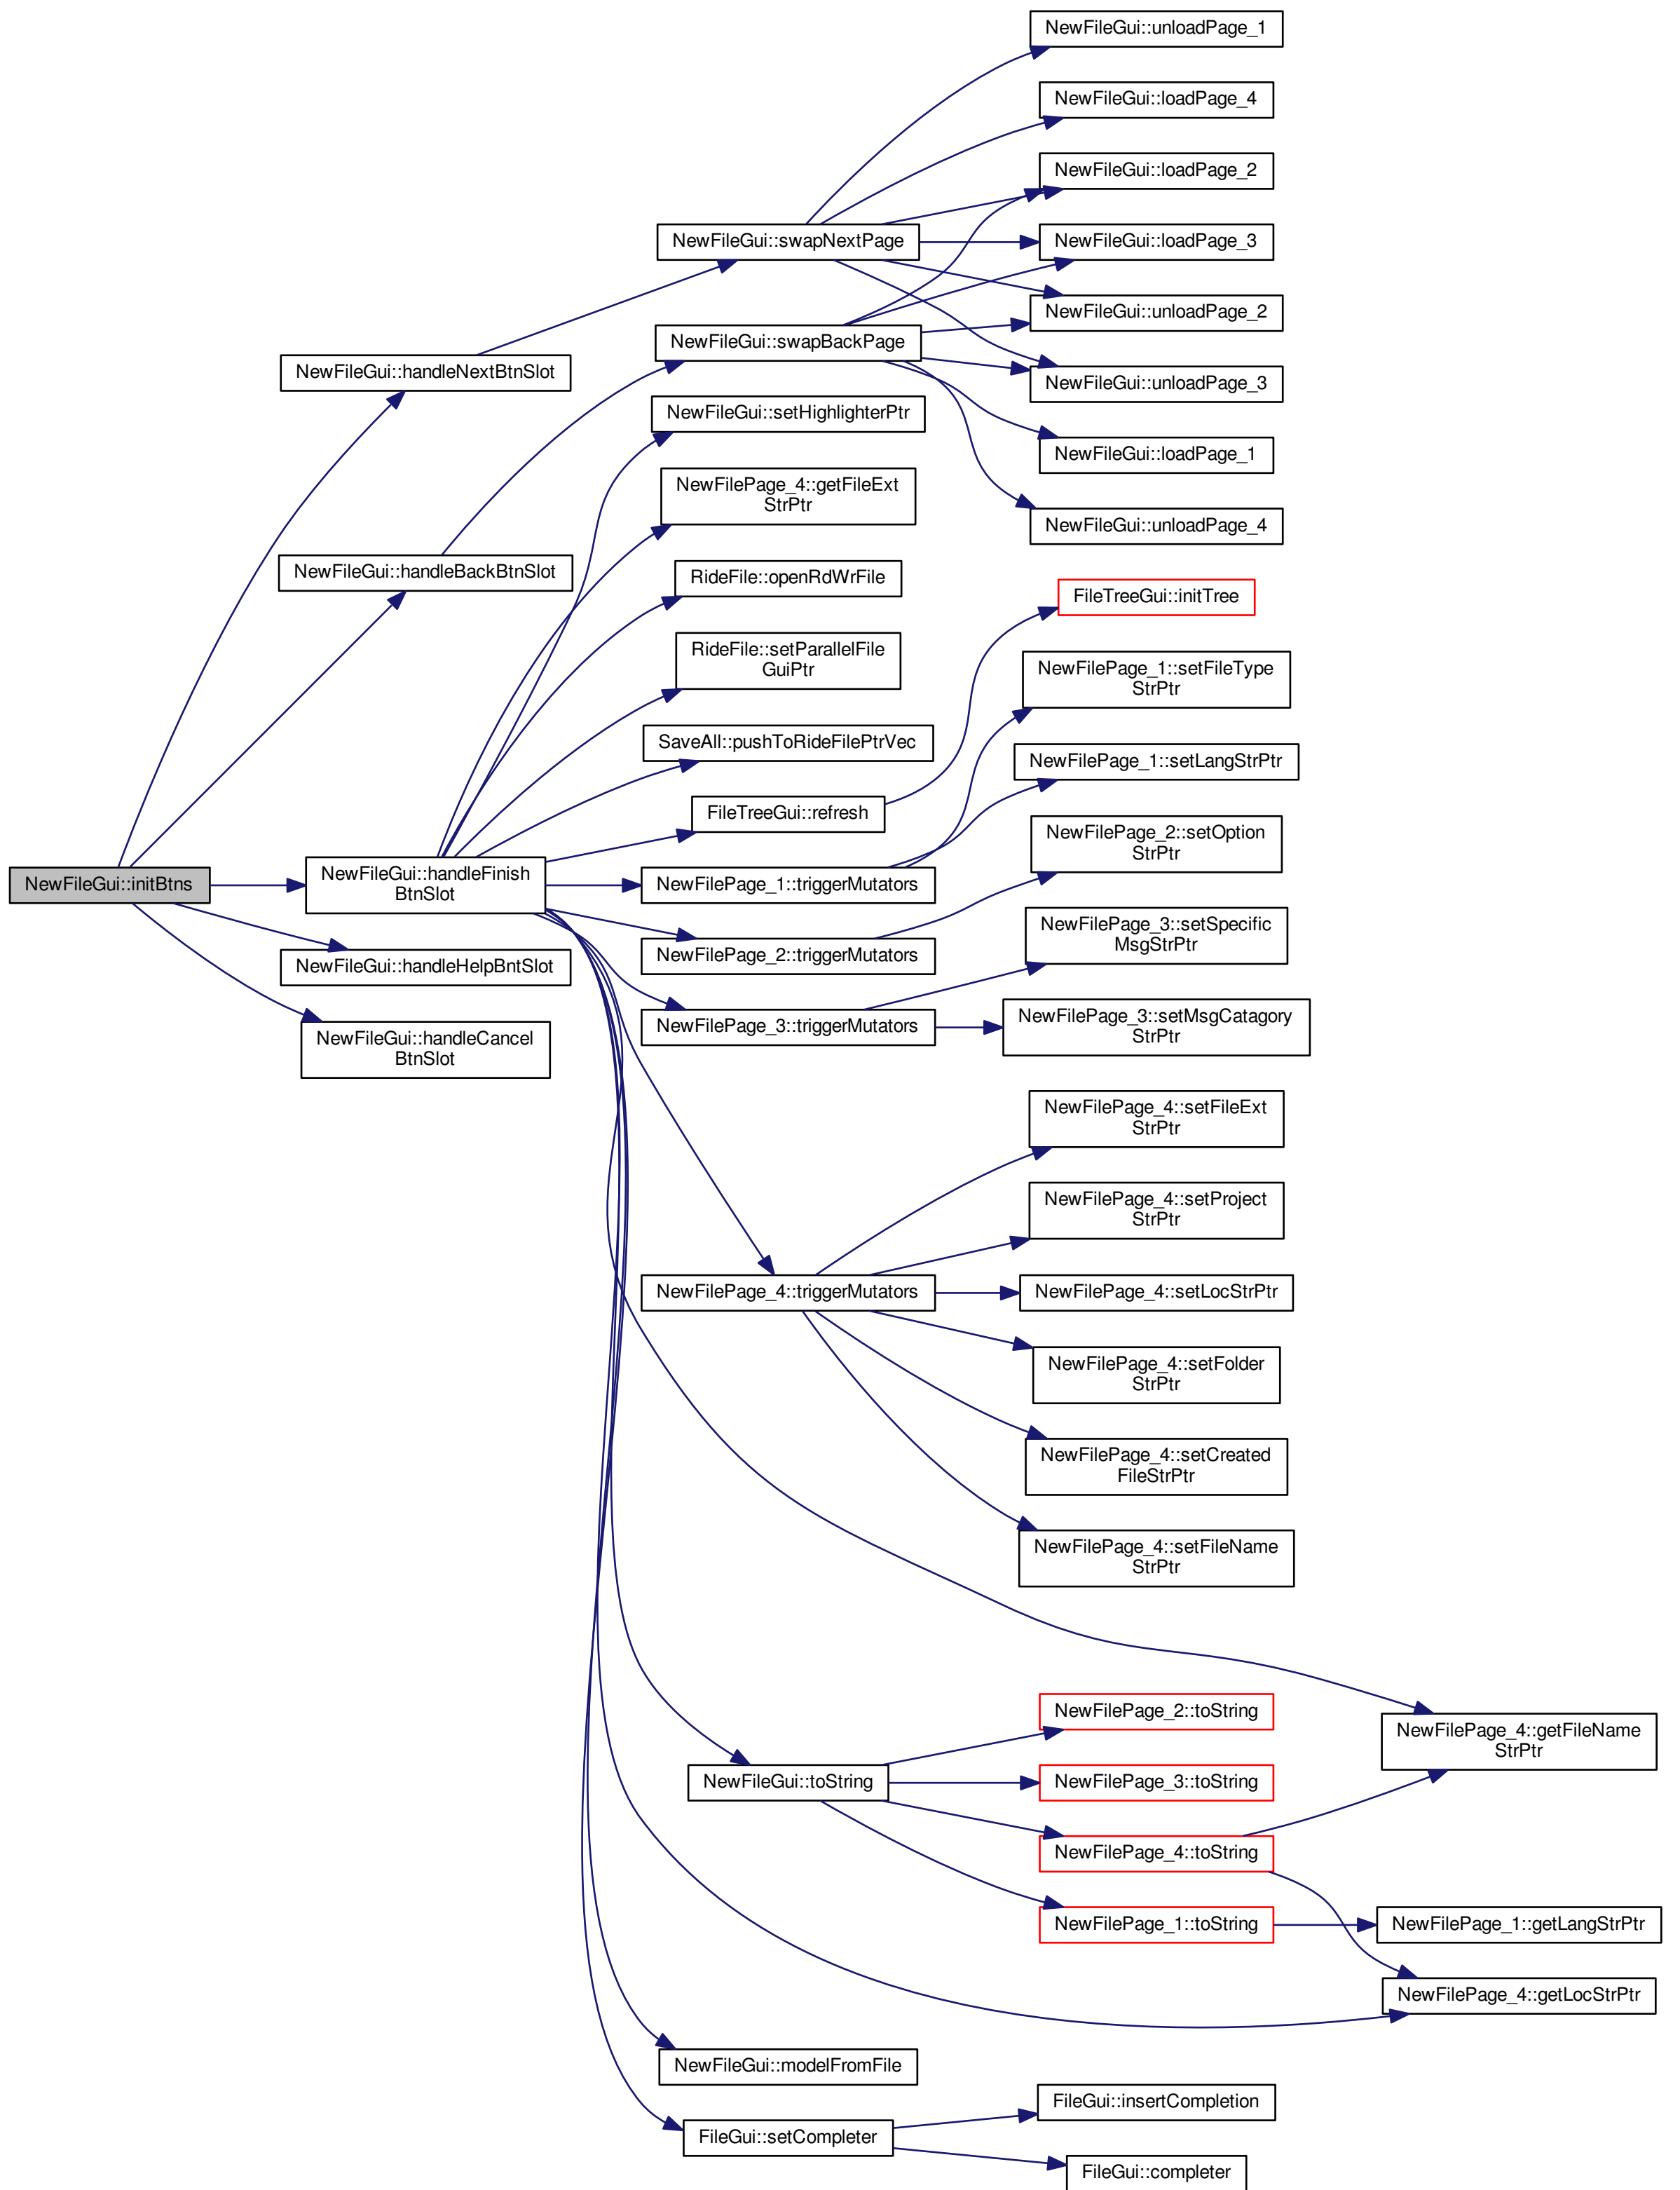 NewFileGui::unloadPage_1
NewFileGui::loadPage_4
NewFileGui::loadPage_2
NewFileGui::swapNextPage
NewFileGui::loadPage_3
NewFileGui::unloadPage_2
NewFileGui::swapBackPage
NewFileGui::handleNextBtnSlot
NewFileGui::unloadPage_3
NewFileGui::setHighlighterPtr
NewFileGui::loadPage_1
NewFilePage_4::getFileExt
StrPtr
NewFileGui::unloadPage_4
NewFileGui::handleBackBtnSlot
RideFile::openRdWrFile
FileTreeGui::initTree
RideFile::setParallelFile
GuiPtr
NewFilePage_1::setFileType
StrPtr
SaveAll::pushToRideFilePtrVec
NewFilePage_1::setLangStrPtr
FileTreeGui::refresh
NewFilePage_2::setOption
StrPtr
NewFileGui::initBtns
NewFileGui::handleFinish
BtnSlot
NewFilePage_1::triggerMutators
NewFilePage_3::setSpecific
MsgStrPtr
NewFilePage_2::triggerMutators
NewFileGui::handleHelpBntSlot
NewFilePage_3::triggerMutators
NewFilePage_3::setMsgCatagory
StrPtr
NewFileGui::handleCancel
BtnSlot
NewFilePage_4::setFileExt
StrPtr
NewFilePage_4::setProject
StrPtr
NewFilePage_4::triggerMutators
NewFilePage_4::setLocStrPtr
NewFilePage_4::setFolder
StrPtr
NewFilePage_4::setCreated
FileStrPtr
NewFilePage_4::setFileName
StrPtr
NewFilePage_2::toString
NewFilePage_4::getFileName
StrPtr
NewFileGui::toString
NewFilePage_3::toString
NewFilePage_4::toString
NewFilePage_1::toString
NewFilePage_1::getLangStrPtr
NewFilePage_4::getLocStrPtr
NewFileGui::modelFromFile
FileGui::insertCompletion
FileGui::setCompleter
FileGui::completer